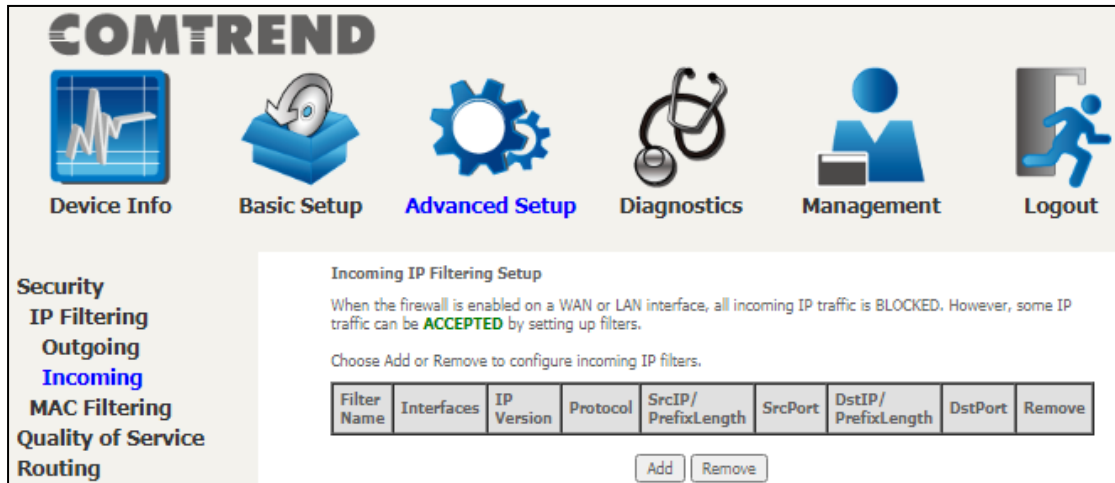 COMTREND
Device Info
Basic Setup
Advanced Setup
Diagnostics
Management
Logout
Security
IP Filtering
Outgoing
Incoming
MAC Filtering
Quality of Service
Routing
Incoming IP Filtering Setup
When the firewall is enabled on a WAN or LAN interface, all incoming IP traffic is BLOCKED. However, some IP
traffic can be ACCEPTED by setting up filters.
Choose Add or Remove to configure incoming IP filters.
Filter Name
Interfaces
IP Version
Protocol
SrcIP/ PrefixLength
SrcPort
DstIP/ PrefixLength
DstPort
Remove
Add
Remove